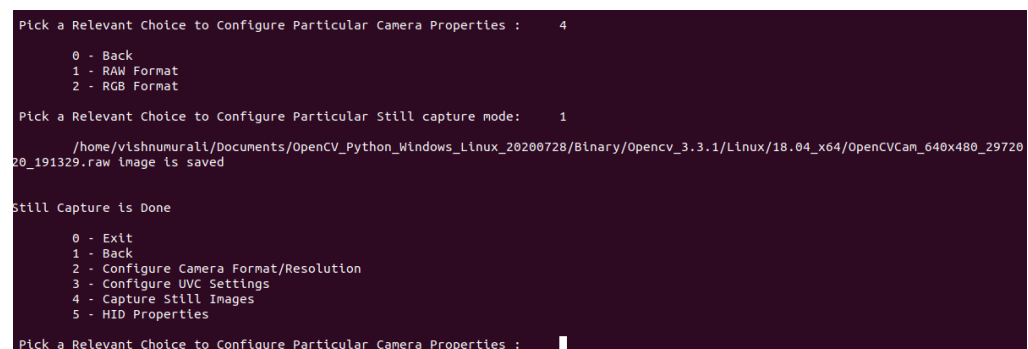 Pick a Relevant Choice to Configure Particular Camera Properties : 4
0 - Back
1 - RAW Format
2 - RGB Format
Pick a Relevant Choice to Configure Particular Still capture mode: 1
/home/vishnumurali/Documents/OpenCV_Python_Windows_Linux_20200728/Binary/Opencv_3.3.1/Linux/18.04_x64/OpenCVCam_640x480_29720
20_191329.raw image is saved
Still Capture is Done
0 - Exit
1 - Back
2 - Configure Camera Format/Resolution
3 - Configure UVC Settings
4 - Capture Still Images
5 - HID Properties
Pick a Relevant Choice to Configure Particular Camera Properties :